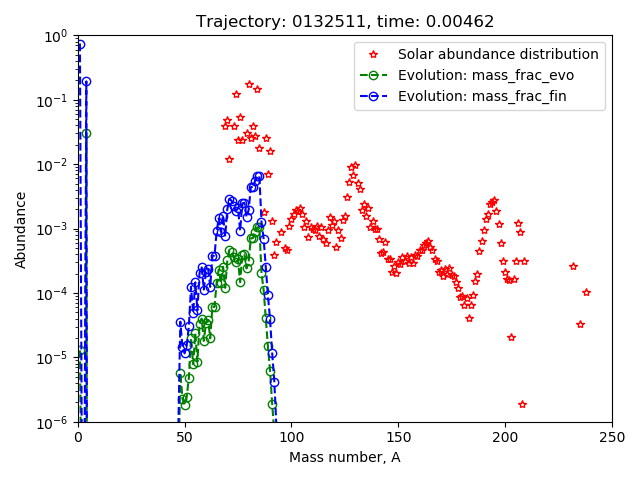 Trajectory: 0132511, time: 0.00462
Solar abundance distribution
Evolution: mass_frac_evo
Evolution: mass_frac_fin
Abundance
10^0
10^-1
10^-2
10^-3
10^-4
10^-5
10^-6
0 50 100 150 200 250
Mass number, A